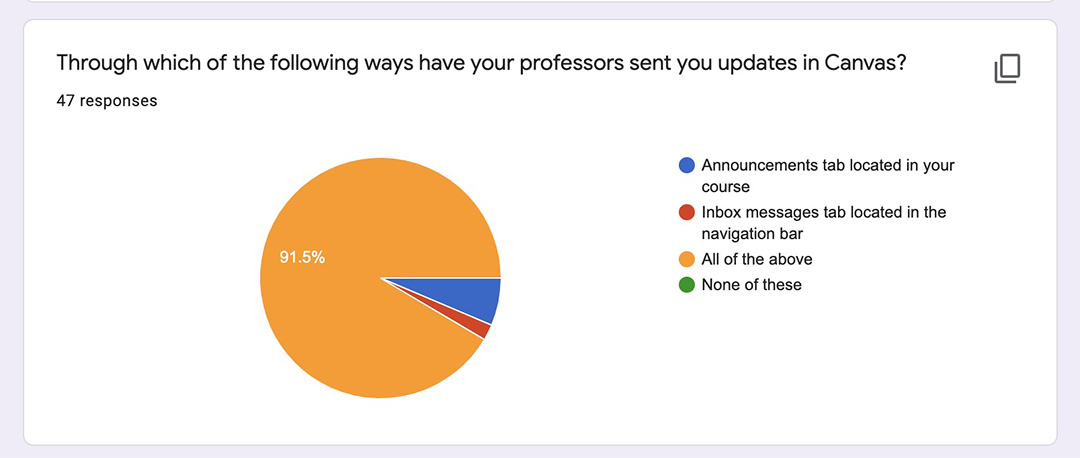 Through which of the following ways have your professors sent you updates in Canvas?
47 responses
91.5%
Announcements tab located in your
course
Inbox messages tab located in the
navigation bar
All of the above
None of these